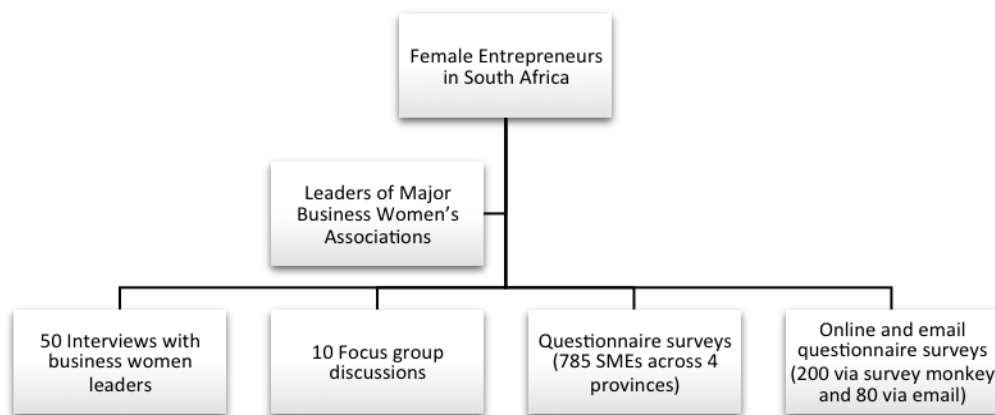 Female Entrepreneurs
in South Africa
Leaders of Major
Business Women's
Associations
50 Interviews with
business women
leaders
10 Focus group
discussions
Questionnaire surveys
(785 SMEs across 4
provinces)
Online and email
questionnaire surveys
(200 via survey monkey
and 80 via email)